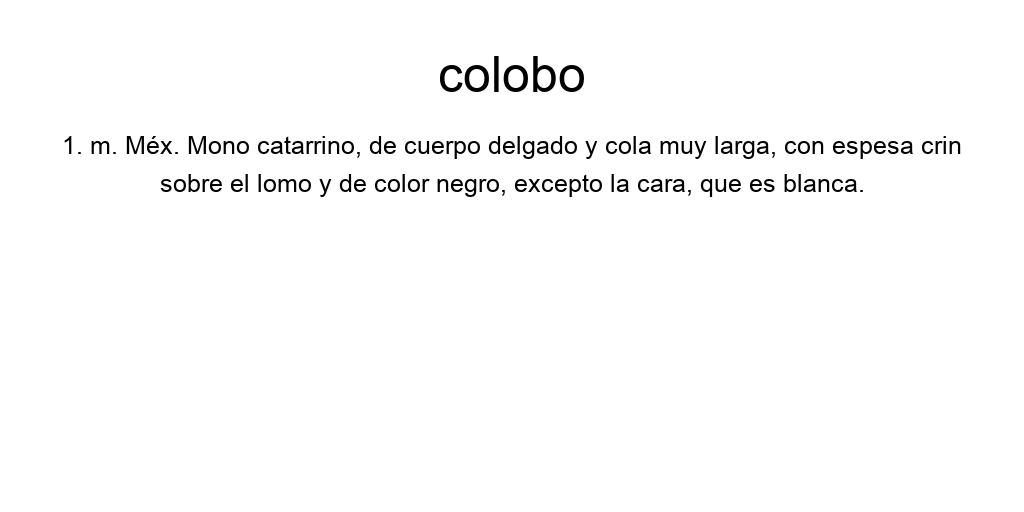 colobo
1. m. Méx. Mono catarrino, de cuerpo delgado y cola muy larga, con espesa crin
sobre el lomo y de color negro, excepto la cara, que es blanca.